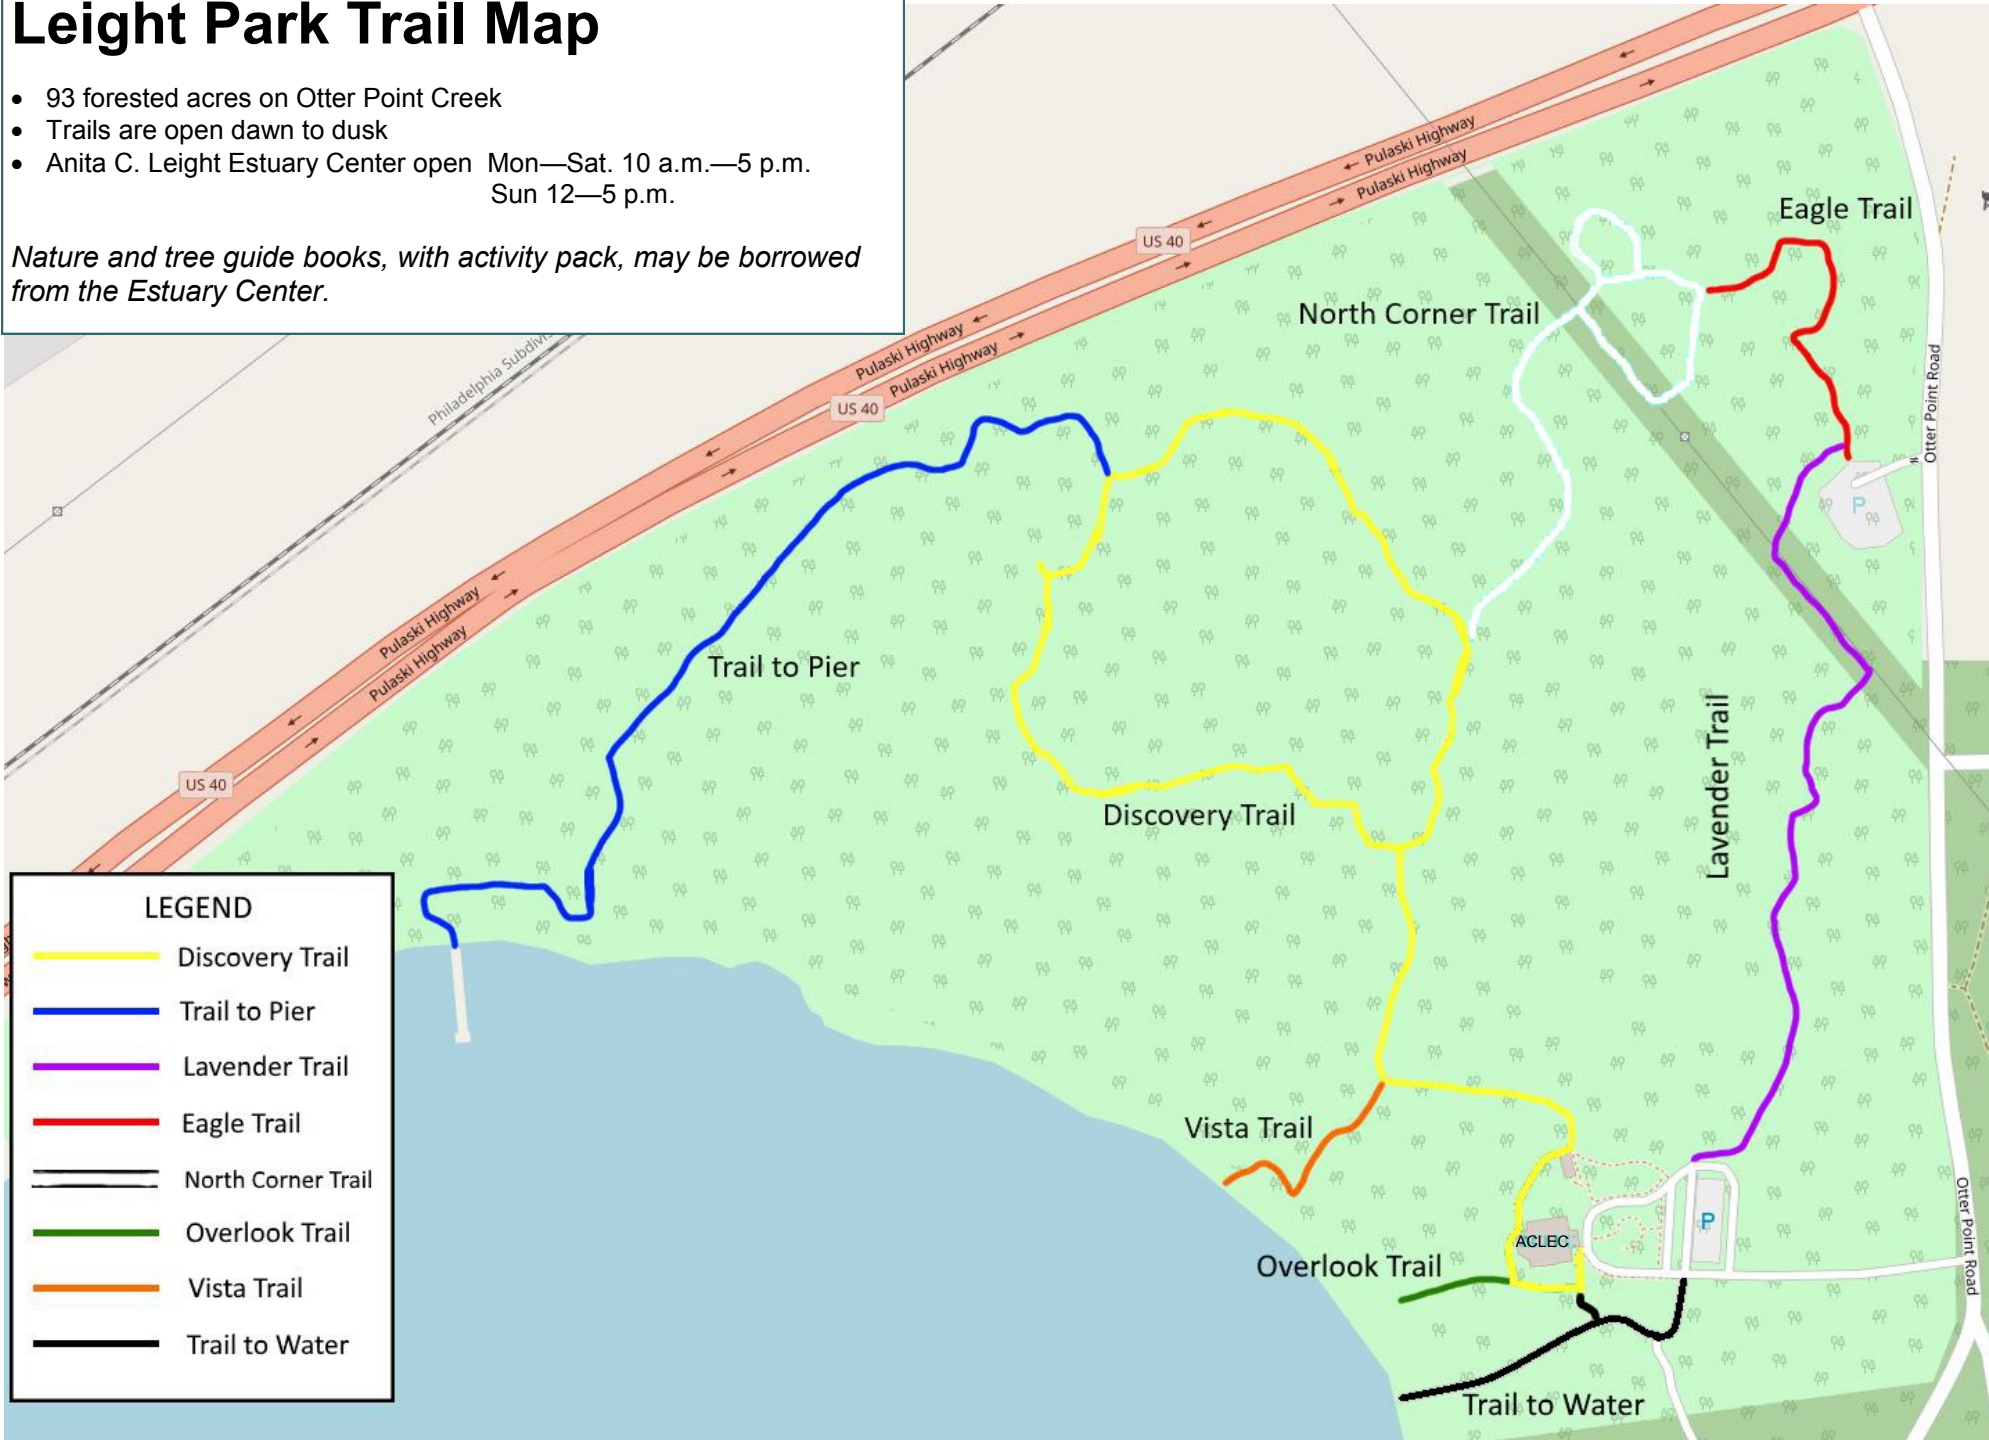 Leight Park Trail Map
• 93 forested acres on Otter Point Creek
• Trails are open dawn to dusk
• Anita C. Leight Estuary Center open Mon—Sat. 10 a.m.—5 p.m.
Sun 12—5 p.m.
Nature and tree guide books, with activity pack, may be borrowed
from the Estuary Center.
Pulaski Highway
Pulaski Highway
Eagle Trail
US 40
North Corner Trail
Pulaski Highway
Pulaski Highway
Philadelphia Subdivis
US 40
Otter Point Road
P
Pulaski Highway
Pulaski Highway
Trail to Pier
Lavender Trail
US 40
Discovery Trail
LEGEND
Discovery Trail
Trail to Pier
Lavender Trail
Eagle Trail
North Corner Trail
Overlook Trail
Vista Trail
Trail to Water
Vista Trail
Otter Point Road
P
ACLEC
Overlook Trail
Trail to Water